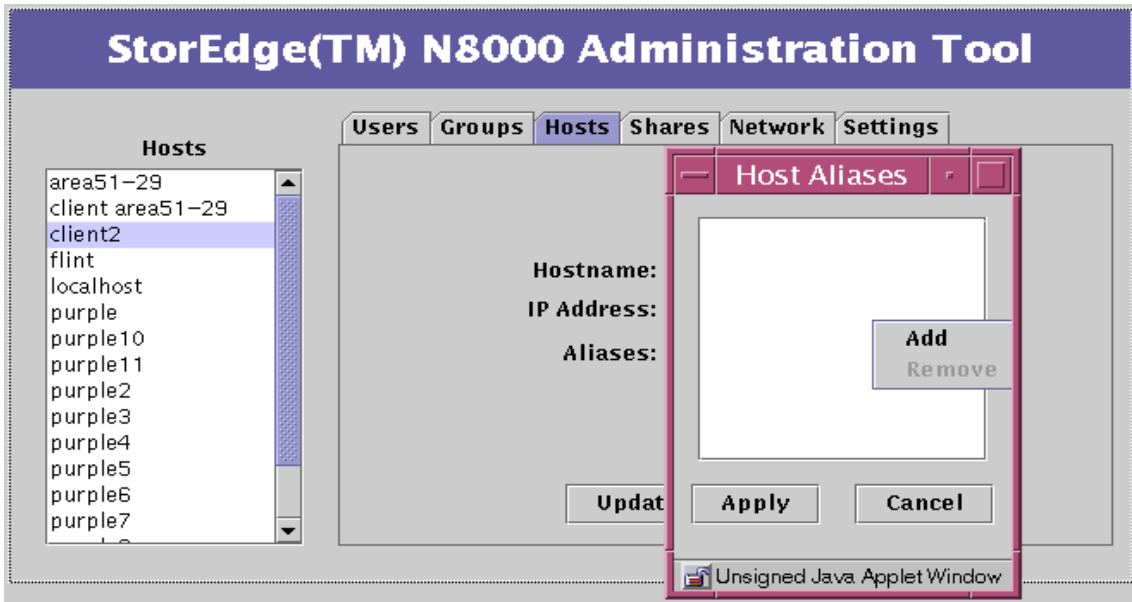 StorEdge(TM) N8000 Administration Tool
Users Groups Hosts Shares Network Settings
Hosts
area51-29
client area51-29
client2
flint
localhost
purple
purple10
purple11
purple2
purple3
purple4
purple5
purple6
purple7
Hostname:
IP Address:
Aliases:
Updat
Host Aliases
Add
Remove
Apply Cancel
Unsigned Java Applet Window